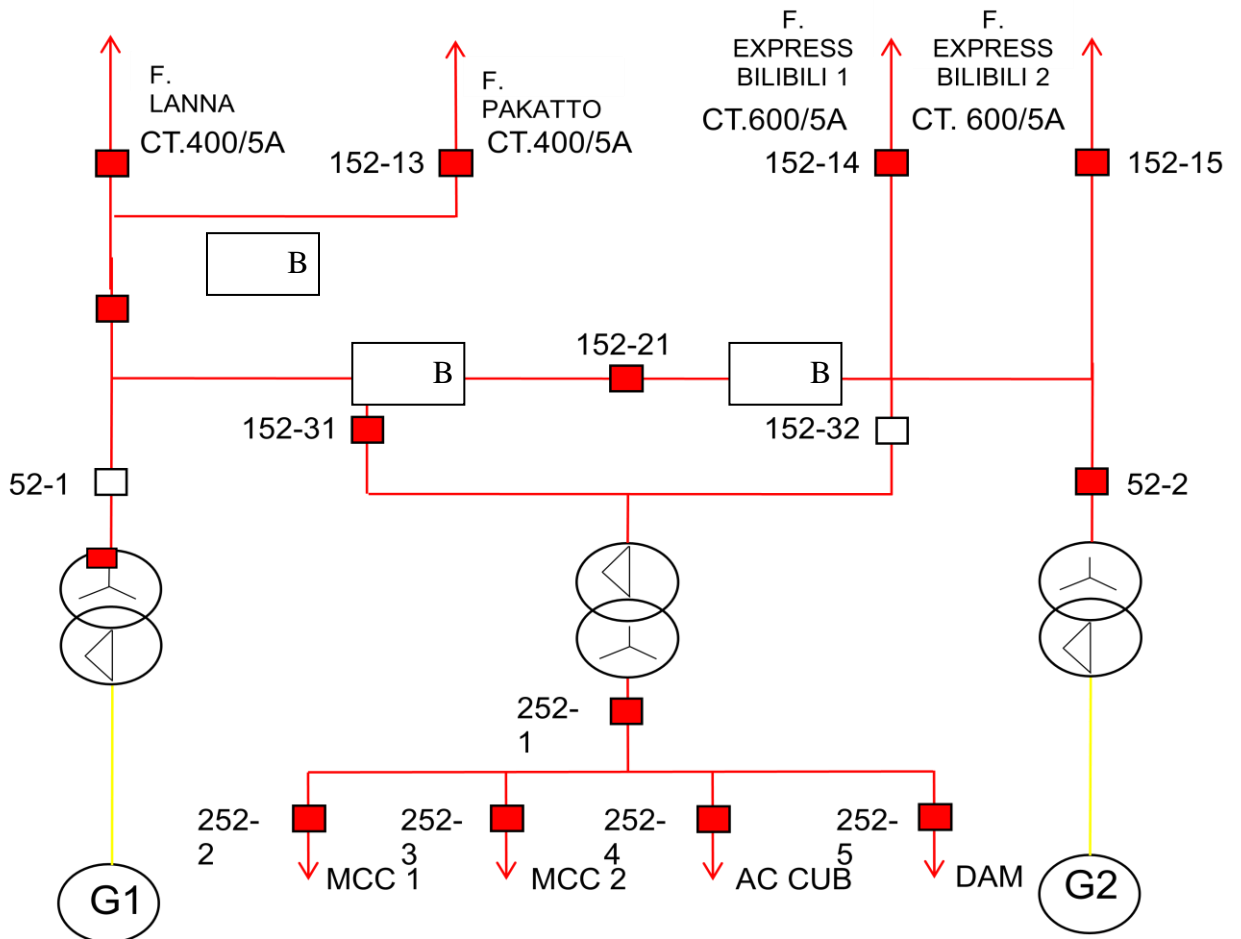 F.
LANNA
CT.400/5A
F.
PAKATTO
CT.400/5A
F.
EXPRESS
BILIBILI 1
CT.600/5A
F.
EXPRESS
BILIBILI 2
CT. 600/5A
152-13
152-14
152-15
B
152-21
B
B
152-31
152-32
52-1
52-2
252-
1
252-
2
252-
3
252-
4
252-
5
MCC 1
MCC 2
AC CUB
DAM
G1
G2